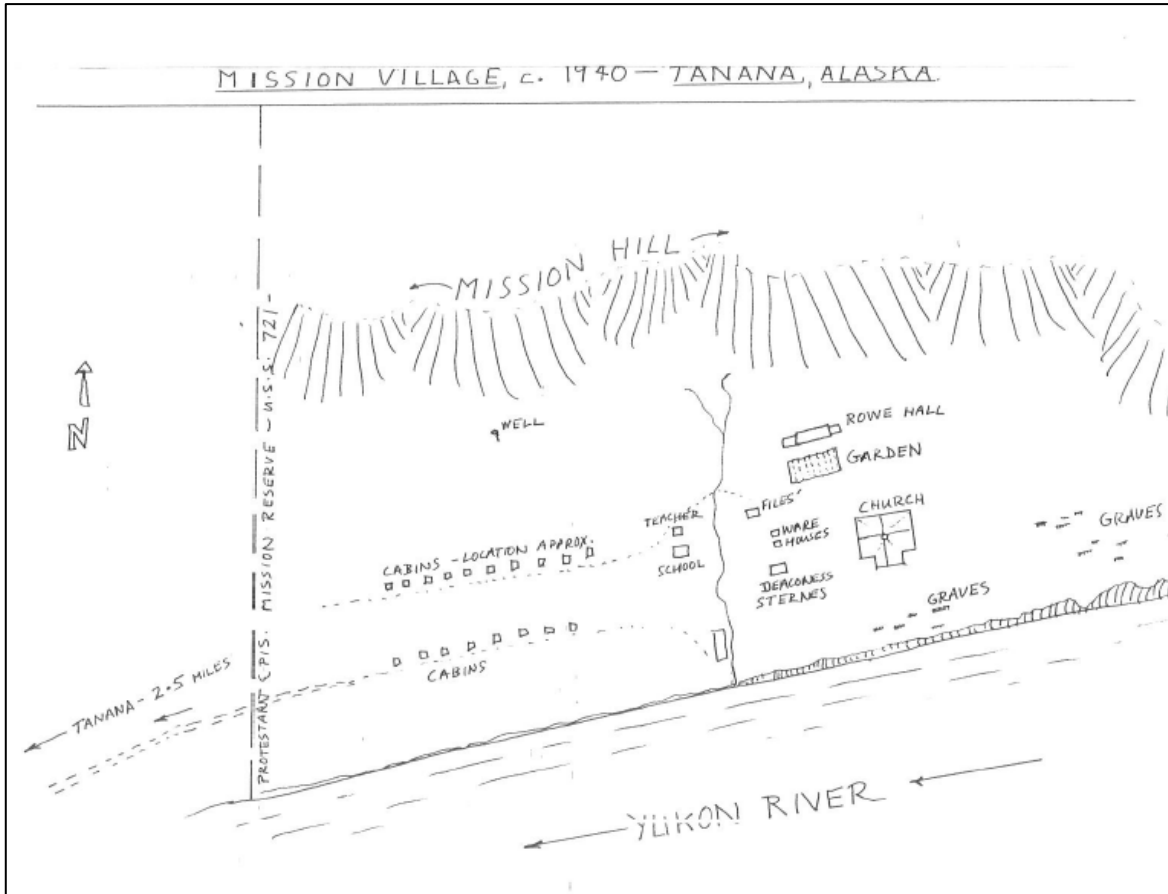 MISSION VILLAGE, c. 1940 — TANANA, ALASKA.
MISSION HILL
PROTESTANT EPIS. MISSION RESERVE - U.S.S. 721 -
N
WELL
ROWE HALL
GARDEN
FILES'
CHURCH
TEACHER
WARE
HOUSES
GRAVES
CABINS - LOCATION APPROX.
SCHOOL
DEACONESS
STERNES
GRAVES
CABINS
TANANA - 2.5 MILES
YUKON RIVER